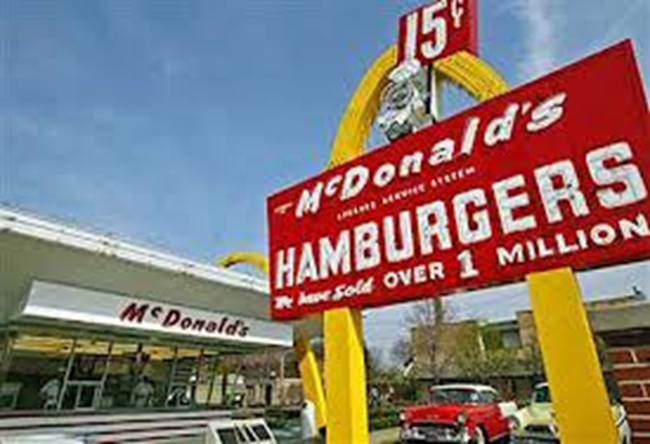 15¢
McDonald's
SPEEDEE SERVICE SYSTEM
HAMBURGERS
We have Sold OVER 1 MILLION
McDonald's